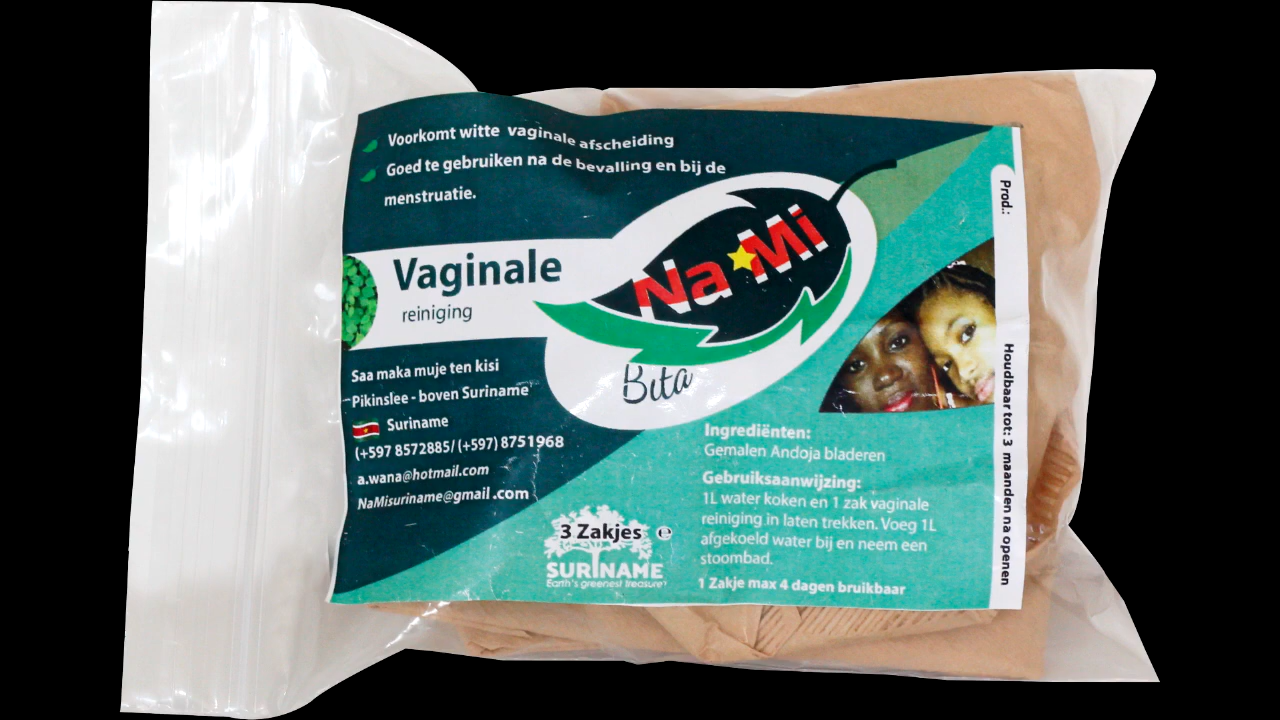 Voorkomt witte vaginale afscheiding
Goed te gebruiken na de bevalling en bij de
menstruatie.
Vaginale
reiniging
Na Mi
Bita
Saa maka muje ten kisi
Pikinslee - boven Suriname
Suriname
(+597 8572885/ (+597) 8751968
a.wana@hotmail.com
NaMisuriname@gmail.com
3 Zakjes ℮
SURINAME
Earth's greenest treasure
Ingrediënten:
Gemalen Andoja bladeren
Gebruiksaanwijzing:
1L water koken en 1 zak vaginale
reiniging in laten trekken. Voeg 1L
afgekoeld water bij en neem een
stoombad.
1 Zakje max 4 dagen bruikbaar
Prod.:
Houdbaar tot: 3 maanden na openen